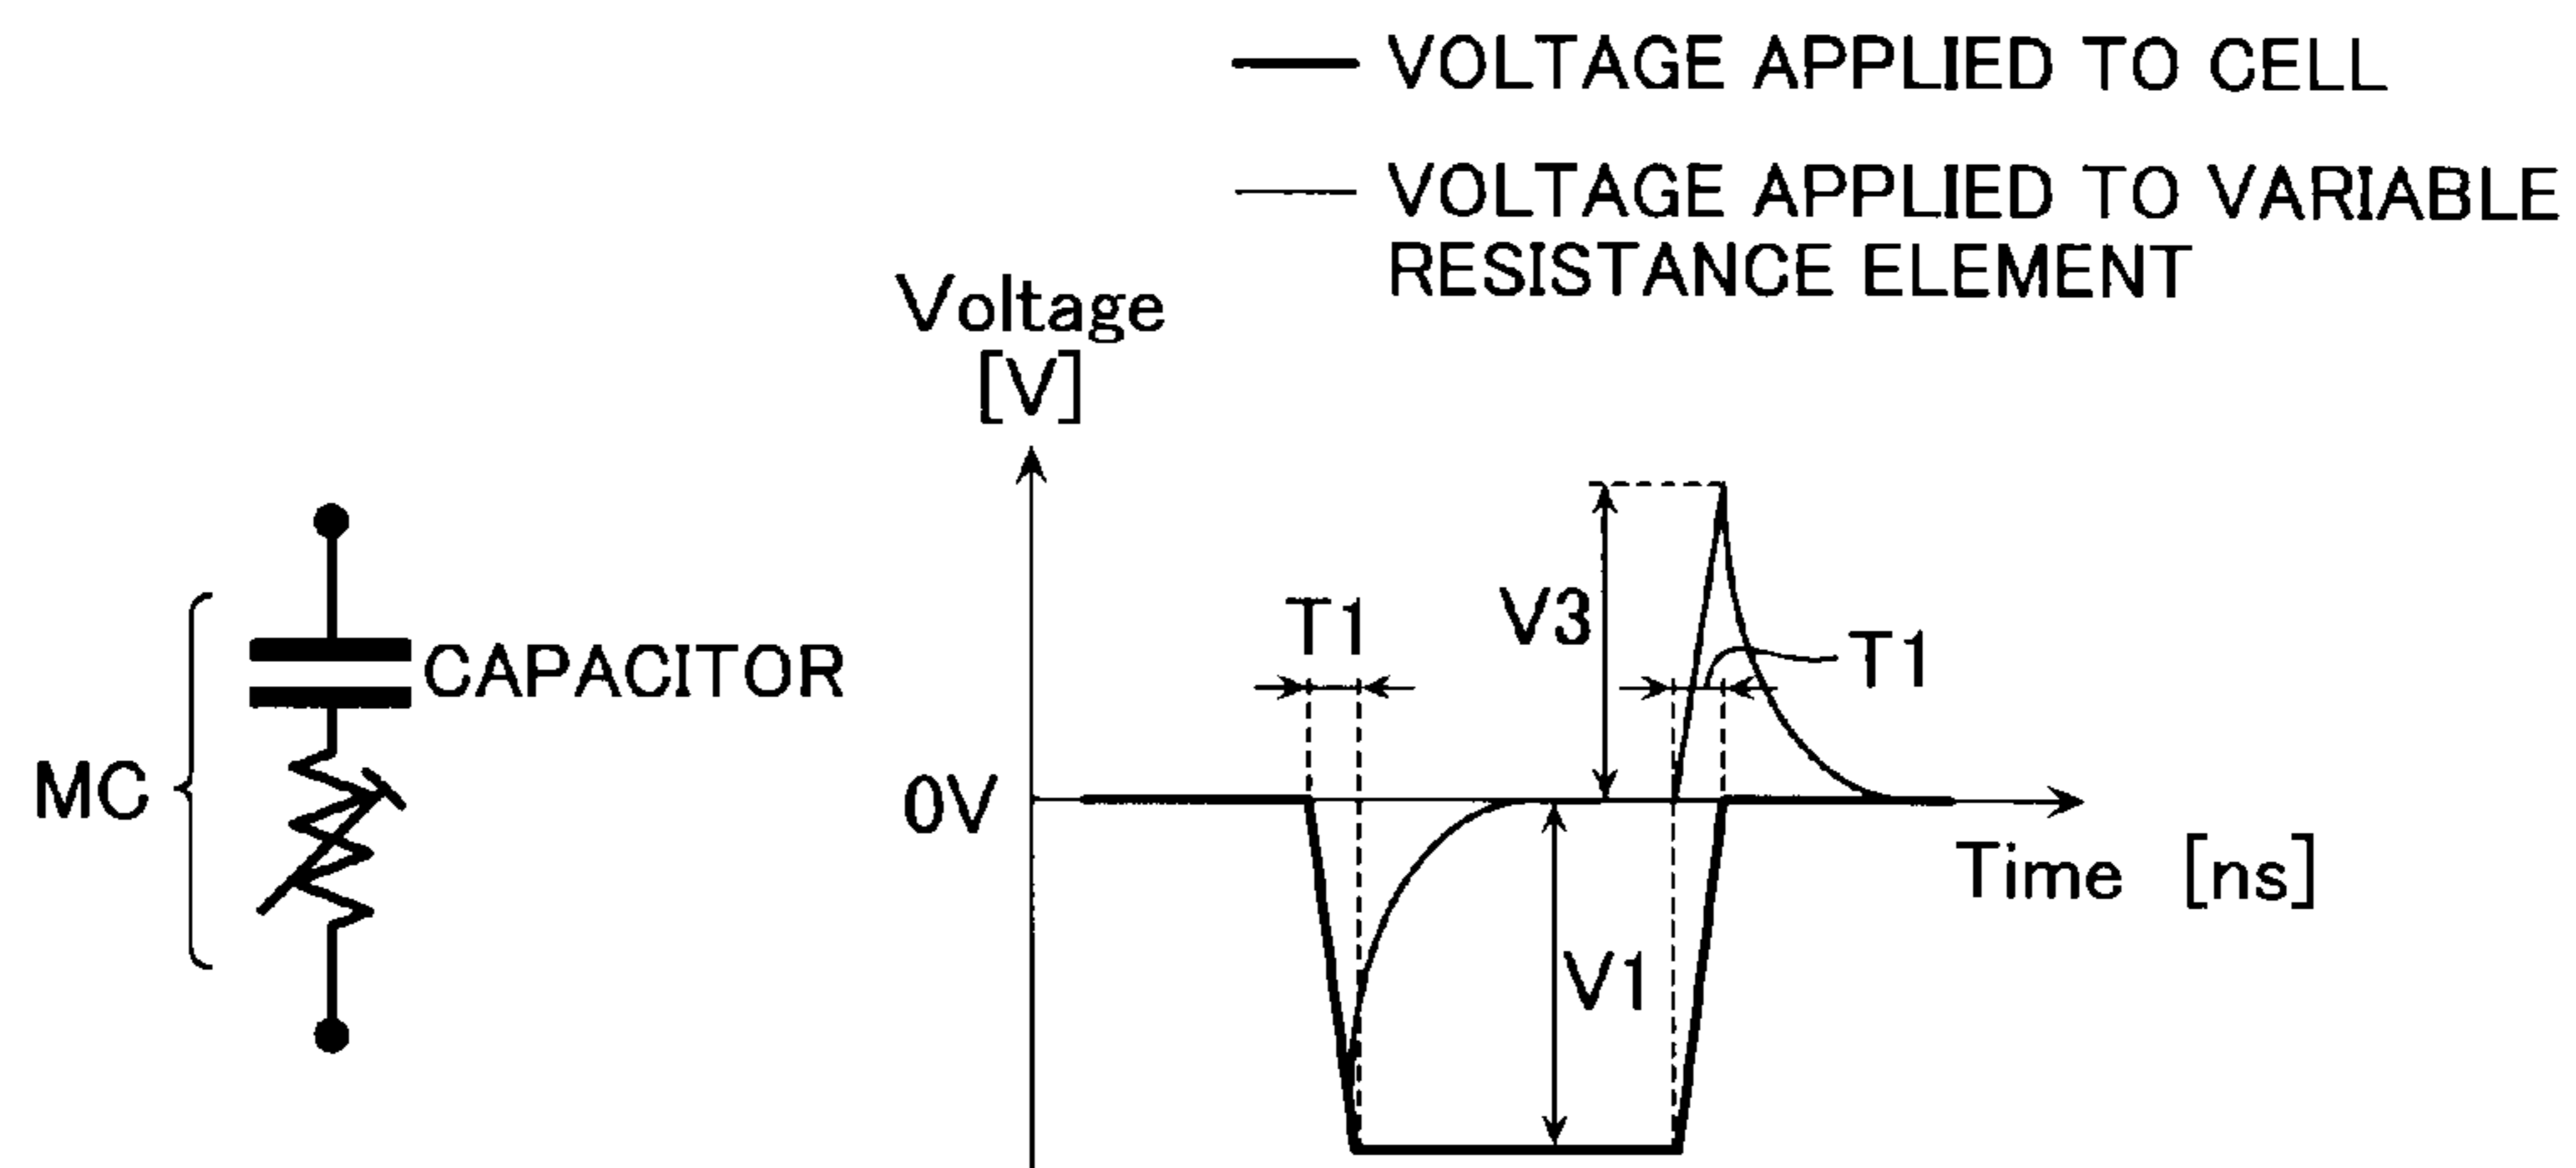 VOLTAGE APPLIED TO CELL
VOLTAGE APPLIED TO VARIABLE
RESISTANCE ELEMENT
Voltage
[V]
T1
V3
T1
CAPACITOR
MC
0V
Time [ns]
V1